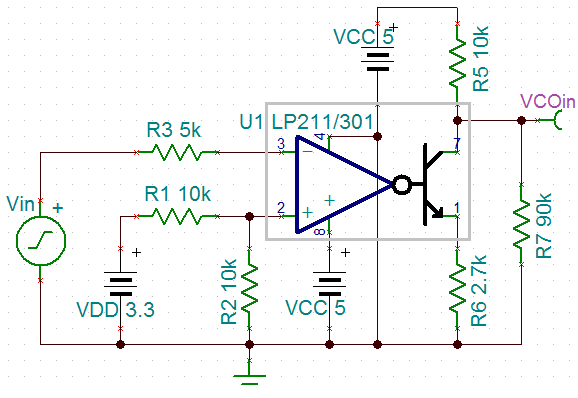 VCC 5
+
R5 10k
VCOin
U1 LP211/301
R3 5k
3
-
4
7
R1 10k
Vin
+
2
+
+
8
1
R7 90k
+
VDD 3.3
R2 10k
+
VCC 5
R6 2.7k